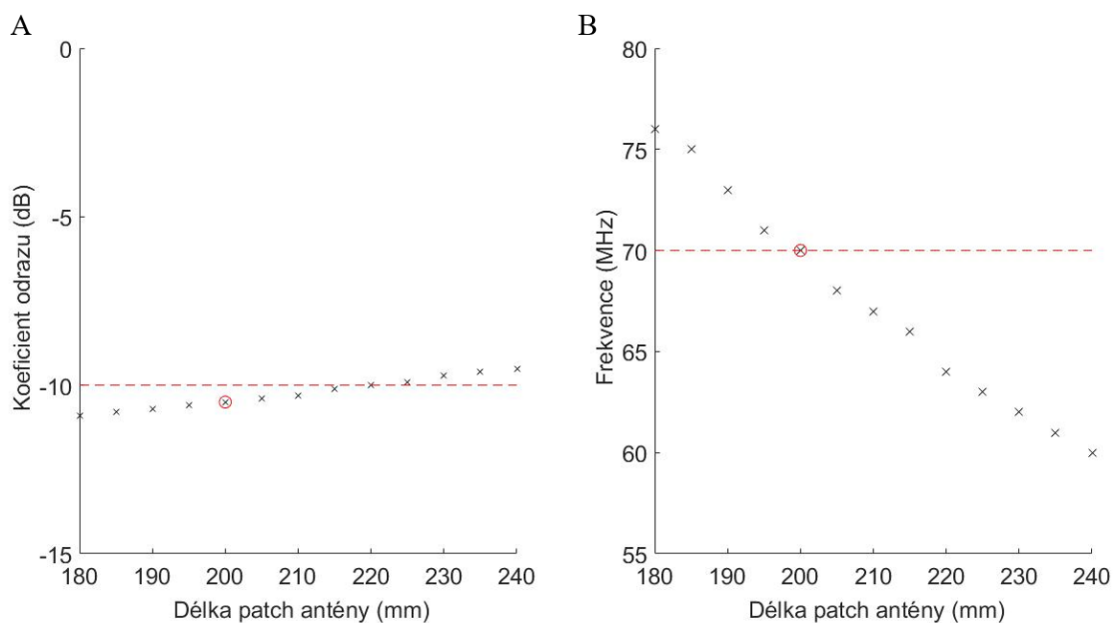 A
0
-5
-10
-15
Koeficient odrazu (dB)
180 190 200 210 220 230 240
Délka patch antény (mm)
B
80
75
70
65
60
55
Frekvence (MHz)
180 190 200 210 220 230 240
Délka patch antény (mm)